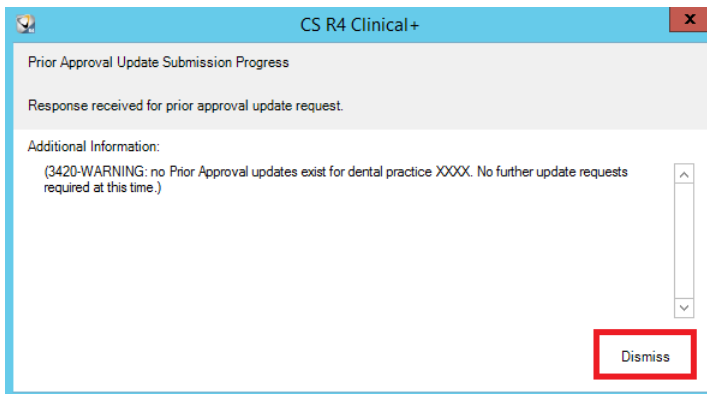 CS R4 Clinical+
x
Prior Approval Update Submission Progress
Response received for prior approval update request.
Additional Information:
(3420-WARNING: no Prior Approval updates exist for dental practice XXXX. No further update requests
required at this time.)
Dismiss